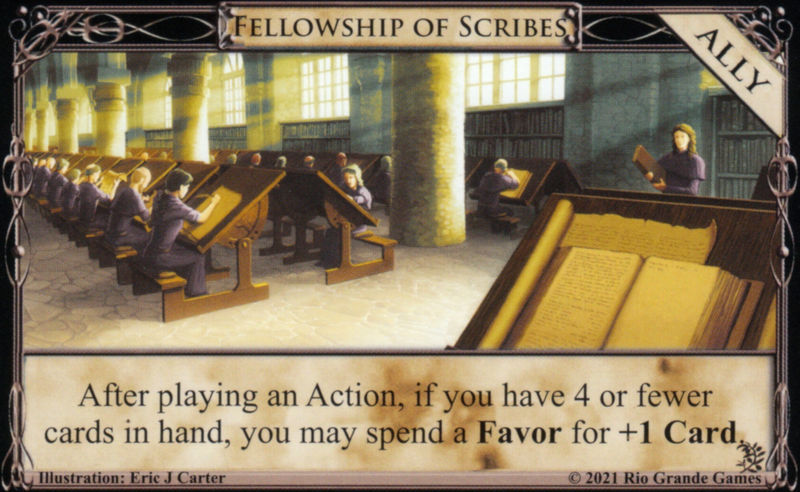 FELLOWSHIP OF SCRIBES
ALLY
After playing an Action, if you have 4 or fewer
cards in hand, you may spend a Favor for +1 Card.
Illustration: Eric J Carter
© 2021 Rio Grande Games